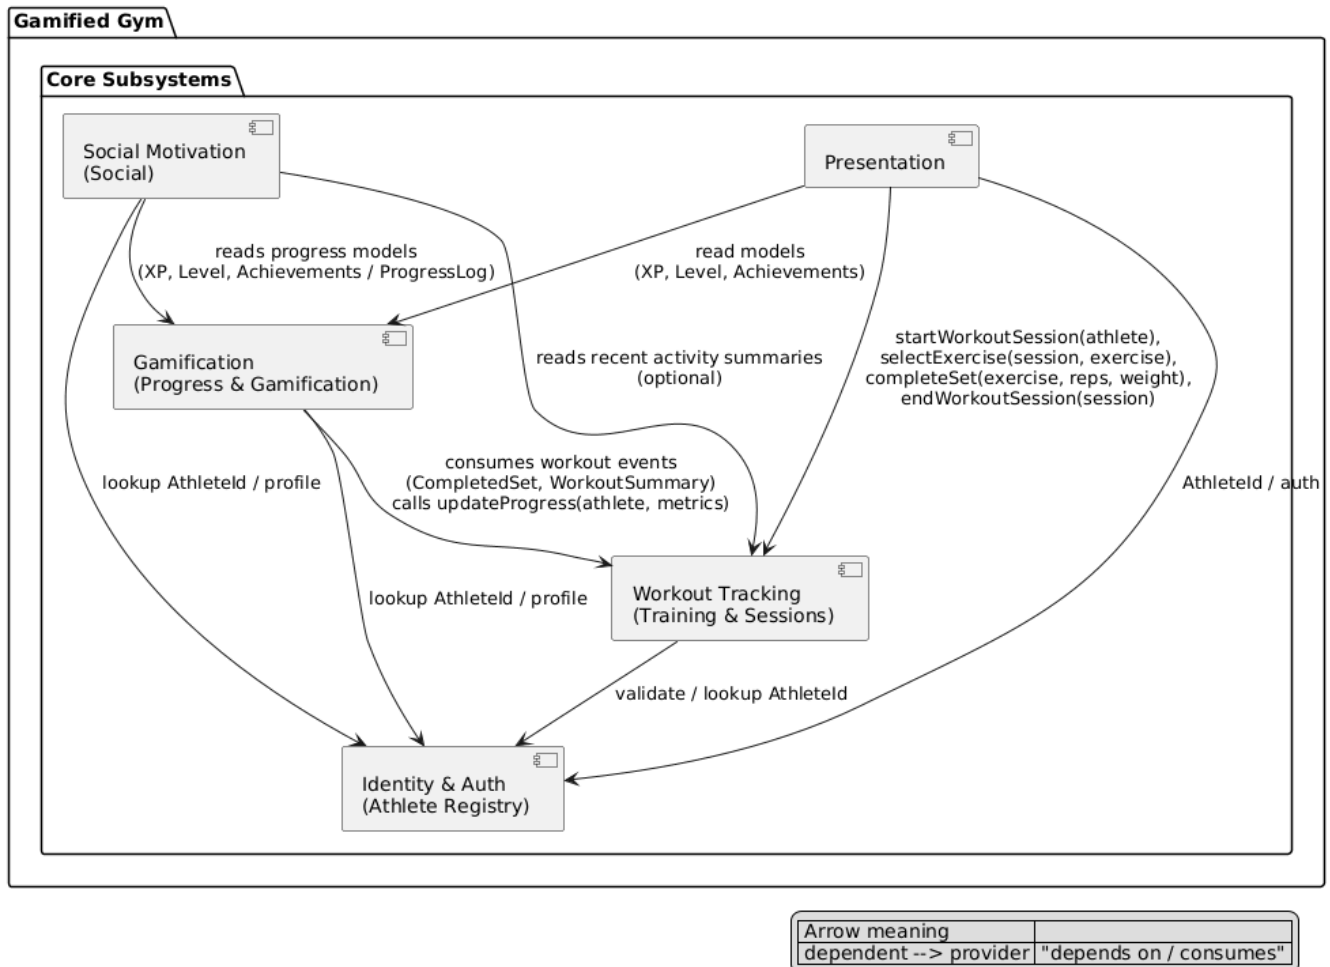 Gamified Gym
Core Subsystems
Social Motivation
(Social)
Presentation
reads progress models
(XP, Level, Achievements / ProgressLog)
read models
(XP, Level, Achievements)
Gamification
(Progress & Gamification)
reads recent activity summaries
(optional)
startWorkoutSession(athlete),
selectExercise(session, exercise),
completeSet(exercise, reps, weight),
endWorkoutSession(session)
lookup AthleteId / profile
consumes workout events
(CompletedSet, WorkoutSummary)
calls updateProgress(athlete, metrics)
AthleteId / auth
lookup AthleteId / profile
Workout Tracking
(Training & Sessions)
validate / lookup AthleteId
Identity & Auth
(Athlete Registry)
Arrow meaning
dependent --> provider "depends on / consumes"